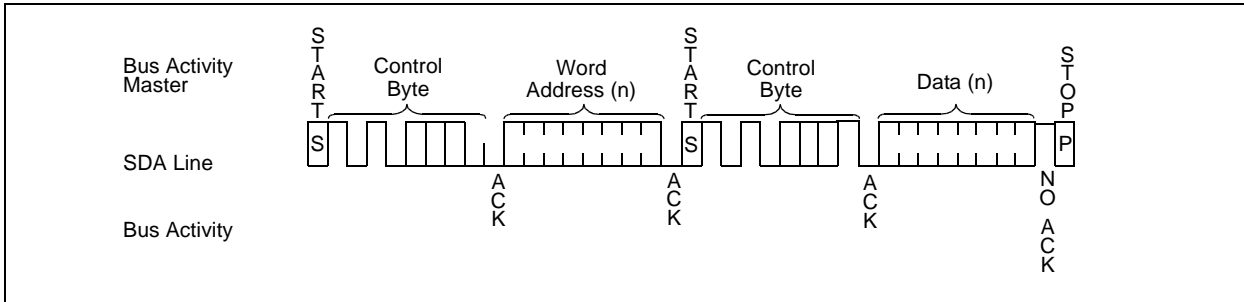 Bus Activity
Master
START
Control
Byte
Word
Address (n)
START
Control
Byte
Data (n)
STOP
SDA Line
S
S
P
ACK
ACK
ACK
NO ACK
Bus Activity